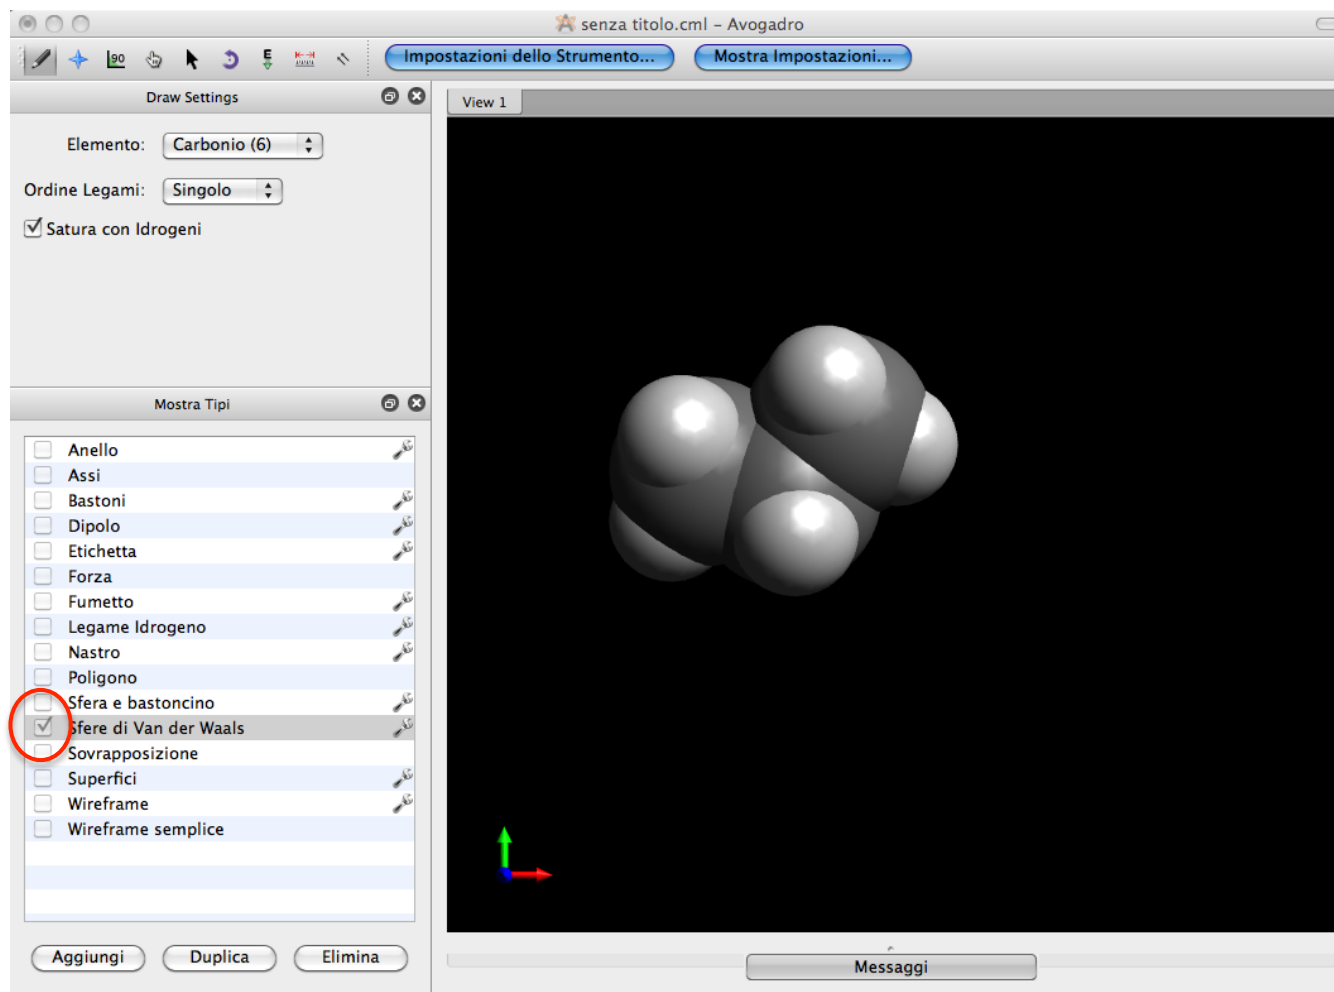 senza titolo.cml – Avogadro
90
E
Impostazioni dello Strumento...
Mostra Impostazioni...
Draw Settings
View 1
Elemento: Carbonio (6)
Ordine Legami: Singolo
Satura con Idrogeni
Mostra Tipi
Anello
Assi
Bastoni
Dipolo
Etichetta
Forza
Fumetto
Legame Idrogeno
Nastro
Poligono
Sfera e bastoncino
Sfere di Van der Waals
Sovrapposizione
Superfici
Wireframe
Wireframe semplice
Aggiungi
Duplica
Elimina
Messaggi